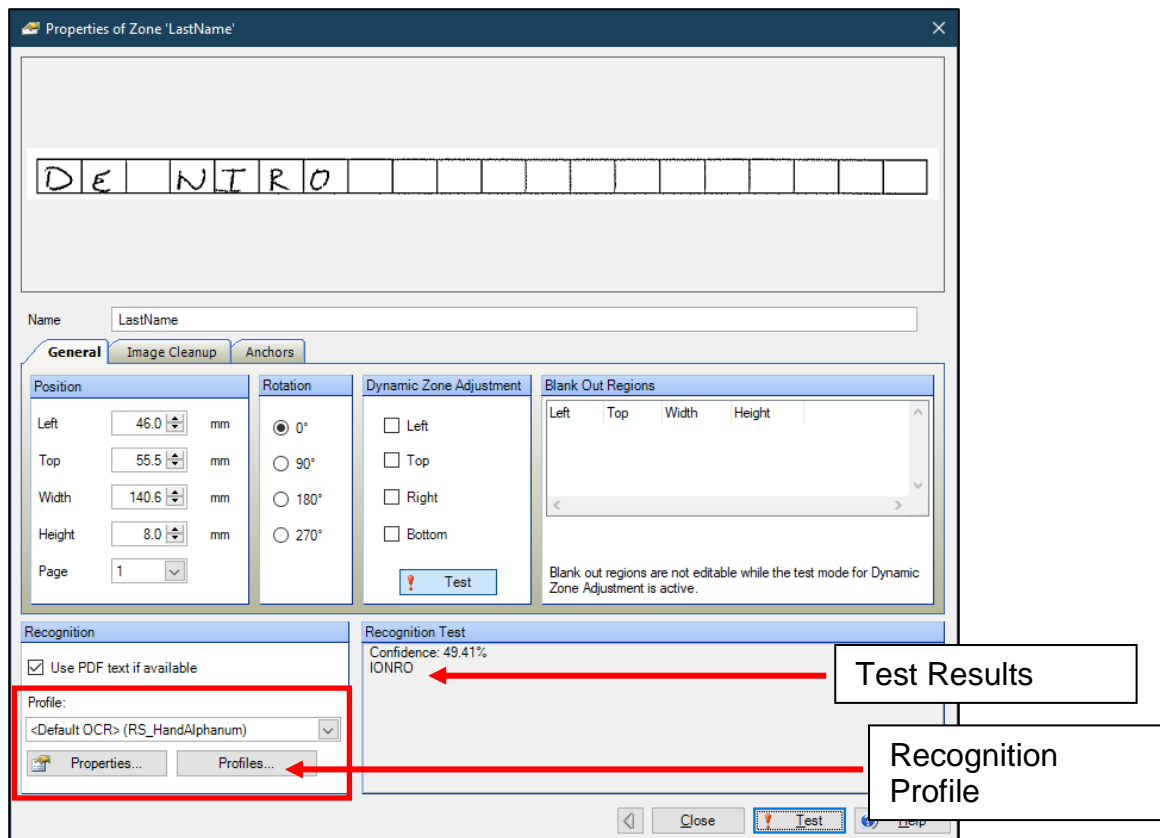 Properties of Zone 'LastName'
DE NIRO
Name LastName
General Image Cleanup Anchors
Position Rotation Dynamic Zone Adjustment Blank Out Regions
Left 46.0 mm 0° Left Left Top Width Height
Top 55.5 mm 90° Top
Width 140.6 mm 180° Right
Height 8.0 mm 270° Bottom
Page 1 Test
Blank out regions are not editable while the test mode for Dynamic
Zone Adjustment is active.
Recognition Recognition Test
Use PDF text if available
Confidence: 49.41%
IONRO
Test Results
Profile:
<Default OCR> (RS_HandAlphanum)
Properties... Profiles...
Recognition
Profile
Close Test Help